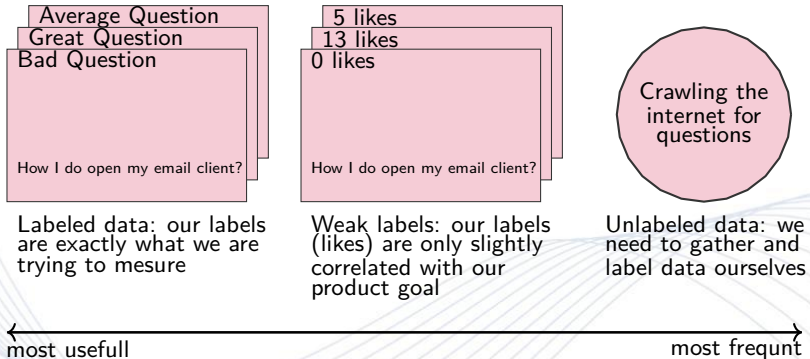 Average Question
Great Question
Bad Question
How I do open my email client?
Labeled data: our labels
are exactly what we are
trying to mesure
5 likes
13 likes
0 likes
How I do open my email client?
Weak labels: our labels
(likes) are only slightly
correlated with our
product goal
Crawling the
internet for
questions
Unlabeled data: we
need to gather and
label data ourselves
most usefull
most frequnt